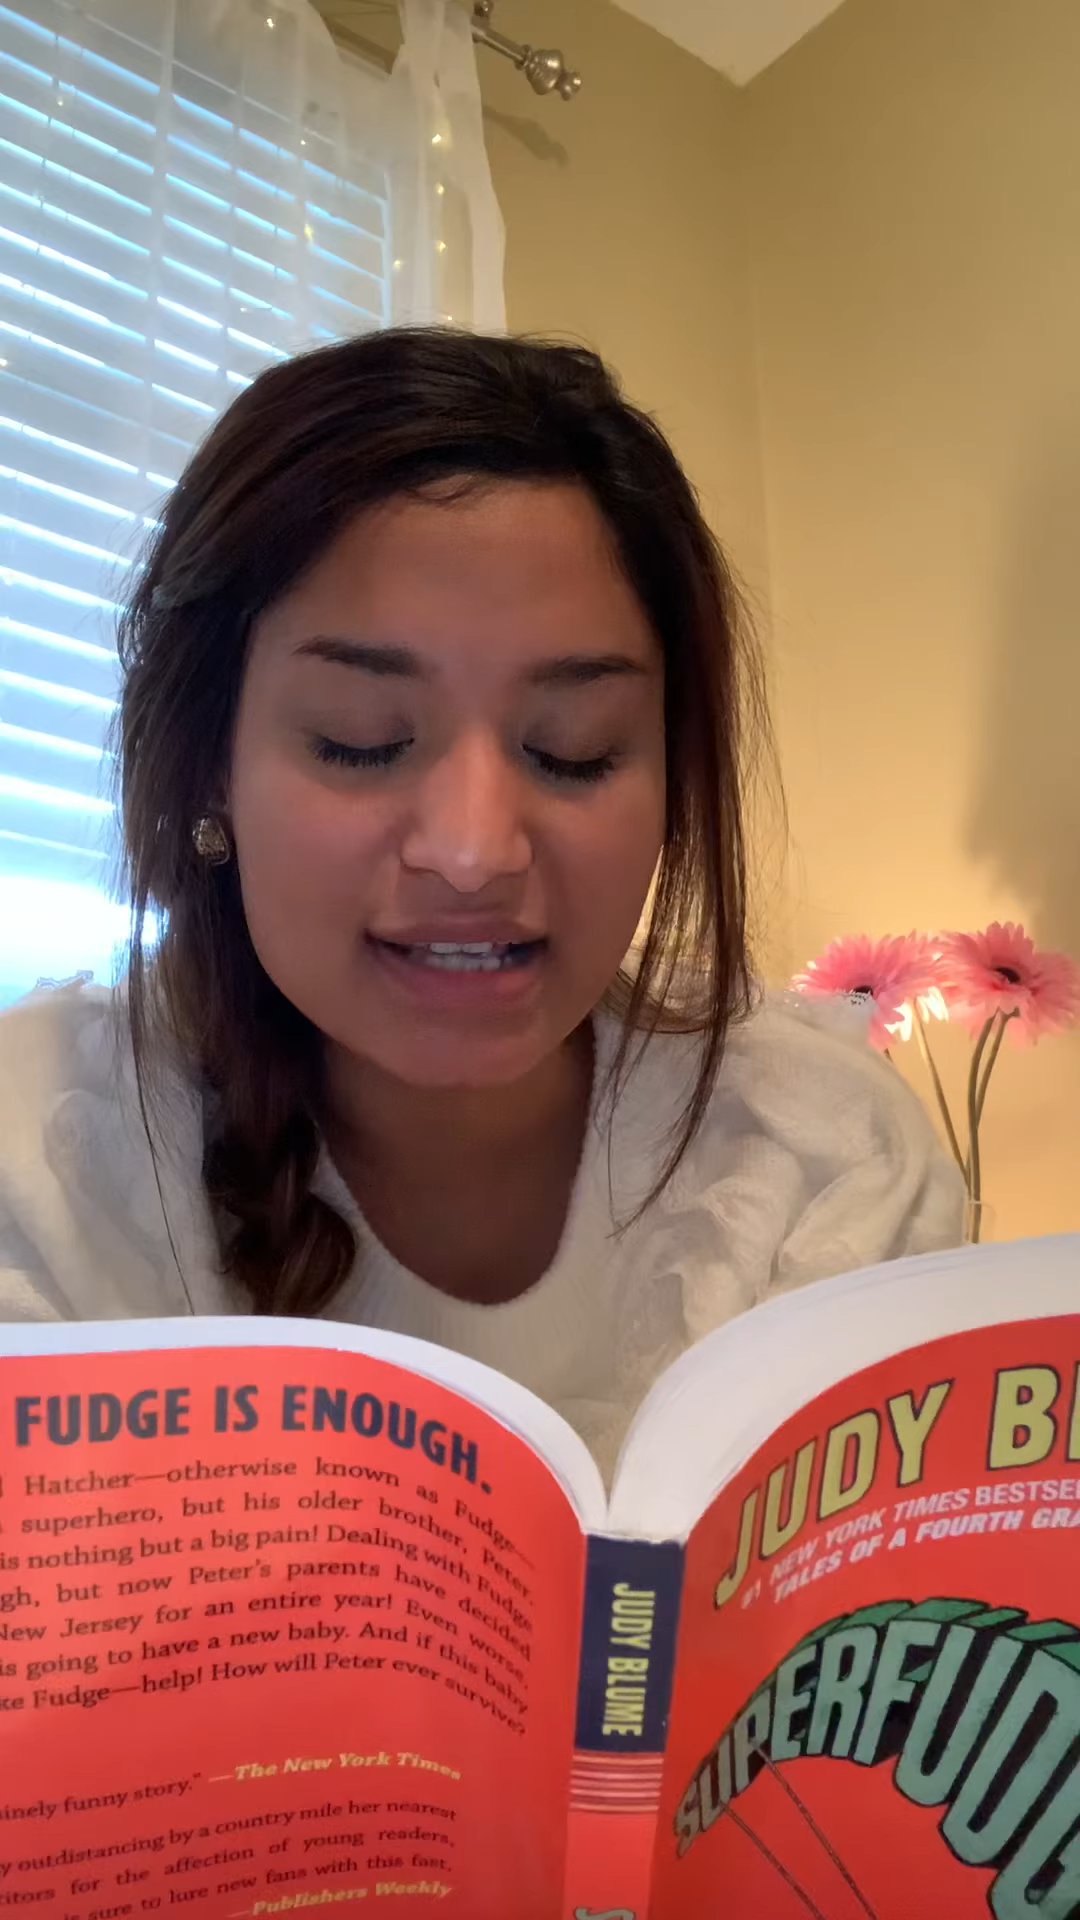 FUDGE IS ENOUGH.
Hatcher—otherwise known as Fudge—
superhero, but his older brother, Peter,
is nothing but a big pain! Dealing with Fudge
gh, but now Peter's parents have decided
New Jersey for an entire year! Even worse,
is going to have a new baby. And if this baby
ke Fudge—help! How will Peter ever survive?
inely funny story." —The New York Times
y outdistancing by a country mile her nearest
titors for the affection of young readers,
is sure to lure new fans with this fast,
—Publishers Weekly
JUDY BLUME
JUDY BL
#1 NEW YORK TIMES BESTSEL
TALES OF A FOURTH GRA
SUPERFUDG